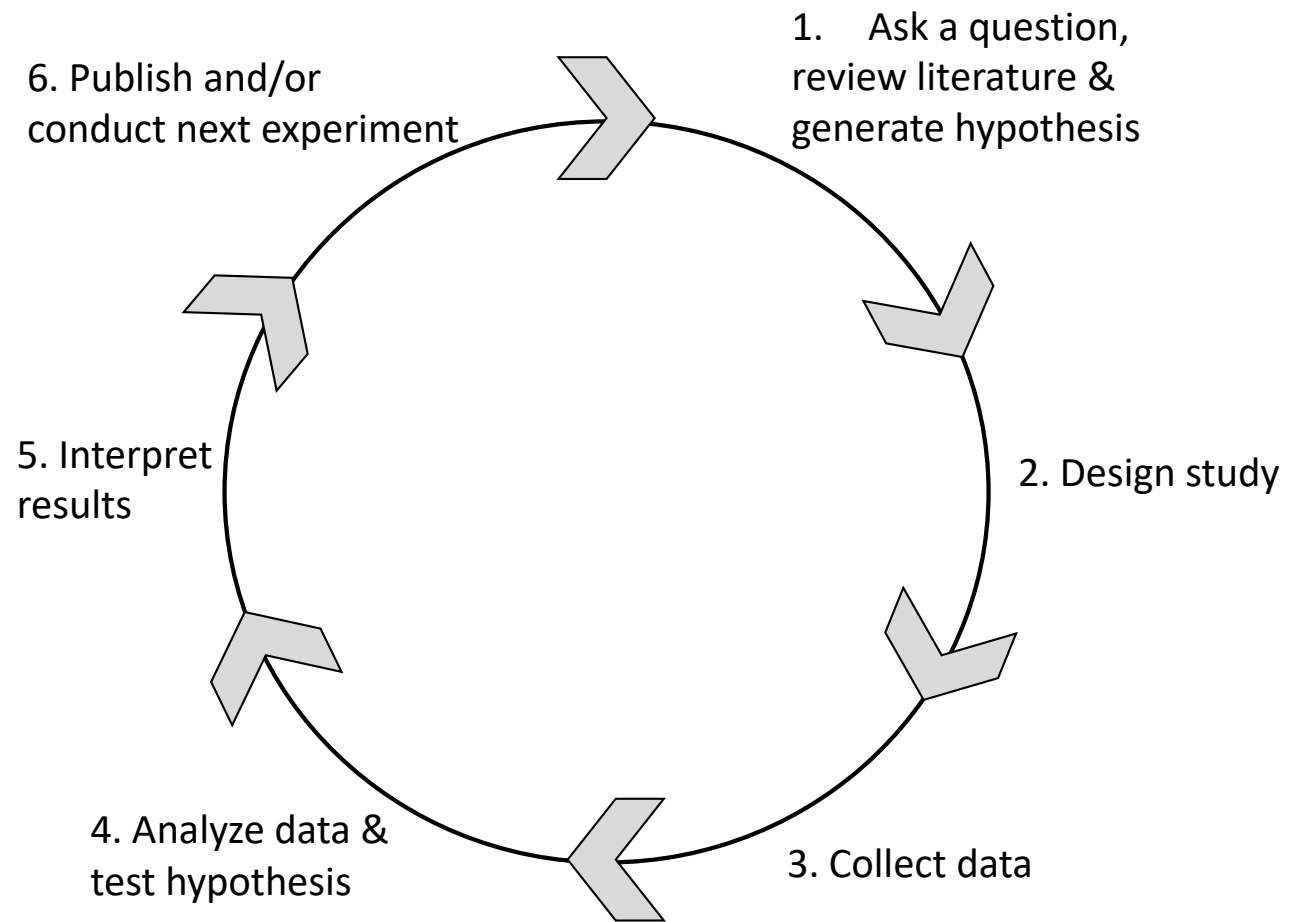 1. Ask a question,
review literature &
generate hypothesis
2. Design study
3. Collect data
4. Analyze data &
test hypothesis
5. Interpret
results
6. Publish and/or
conduct next experiment